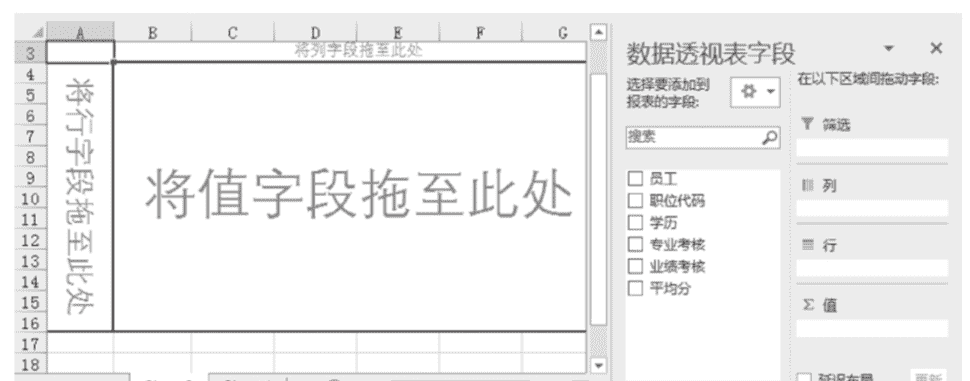 A B C D E F G
3
将列字段拖至此处
4
5
6
7
8
9
10
11
12
13
14
15
16
17
18
将行字段拖至此处
将值字段拖至此处
数据透视表字段
选择要添加到
报表的字段:
搜索
员工
职位代码
学历
专业考核
业绩考核
平均分
在以下区域间拖动字段:
筛选
列
行
Σ 值